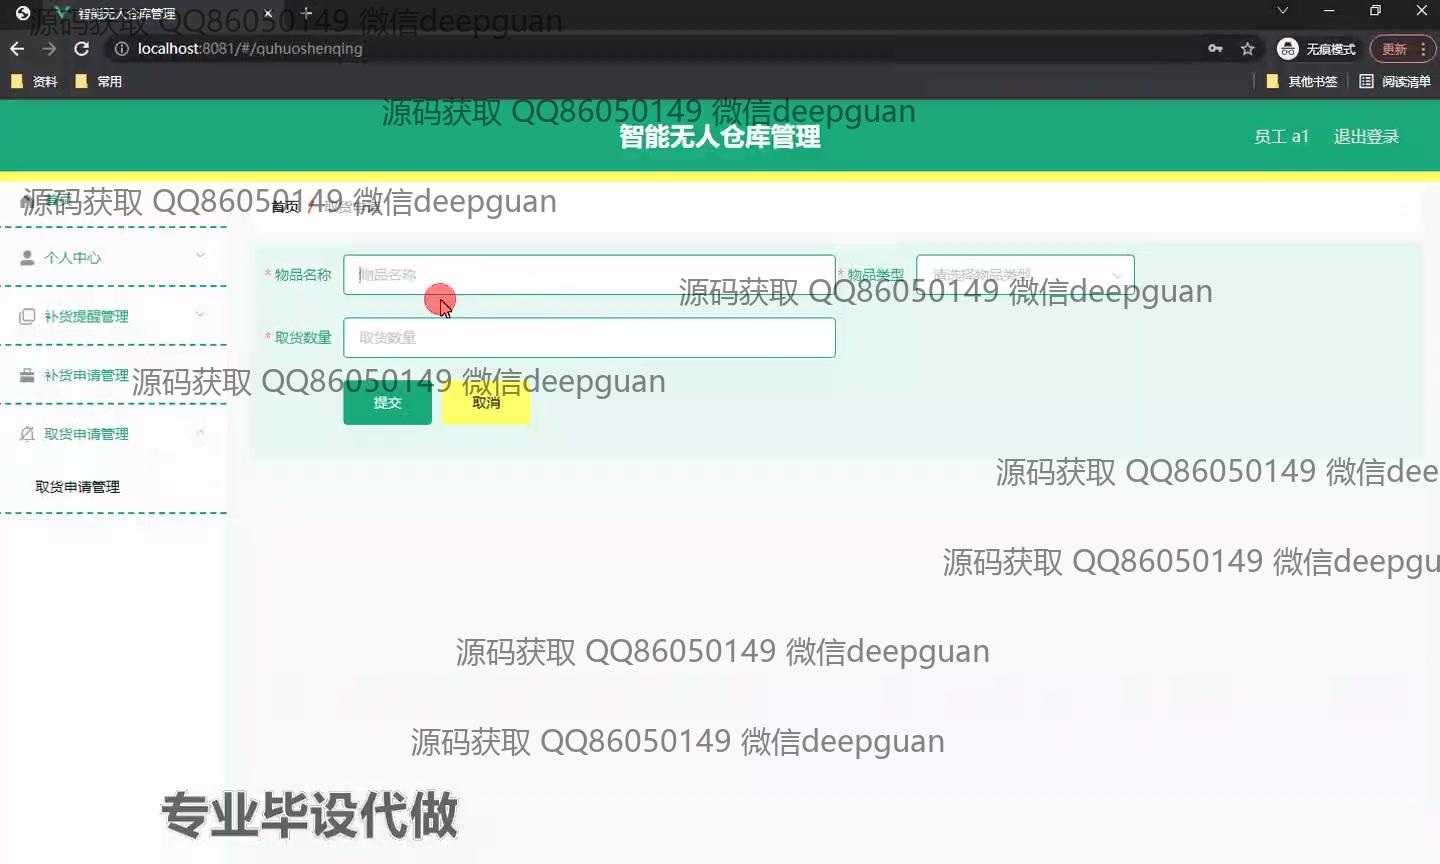 智能无人仓库管理
源码获取 QQ86050149 微信deepguan
localhost:8081/#/quhuoshenqing
无痕模式
更新
资料
常用
其他书签
阅读清单
源码获取 QQ86050149 微信deepguan
智能无人仓库管理
员工 a1
退出登录
源码获取 QQ86050149 微信deepguan
首页
首页 / 取货申请
个人中心
* 物品名称
物品名称
* 物品类型
请选择物品类型
源码获取 QQ86050149 微信deepguan
补货提醒管理
* 取货数量
取货数量
补货申请管理
源码获取 QQ86050149 微信deepguan
提交
取消
取货申请管理
源码获取 QQ86050149 微信dee
取货申请管理
源码获取 QQ86050149 微信deepgu
源码获取 QQ86050149 微信deepguan
源码获取 QQ86050149 微信deepguan
专业毕设代做